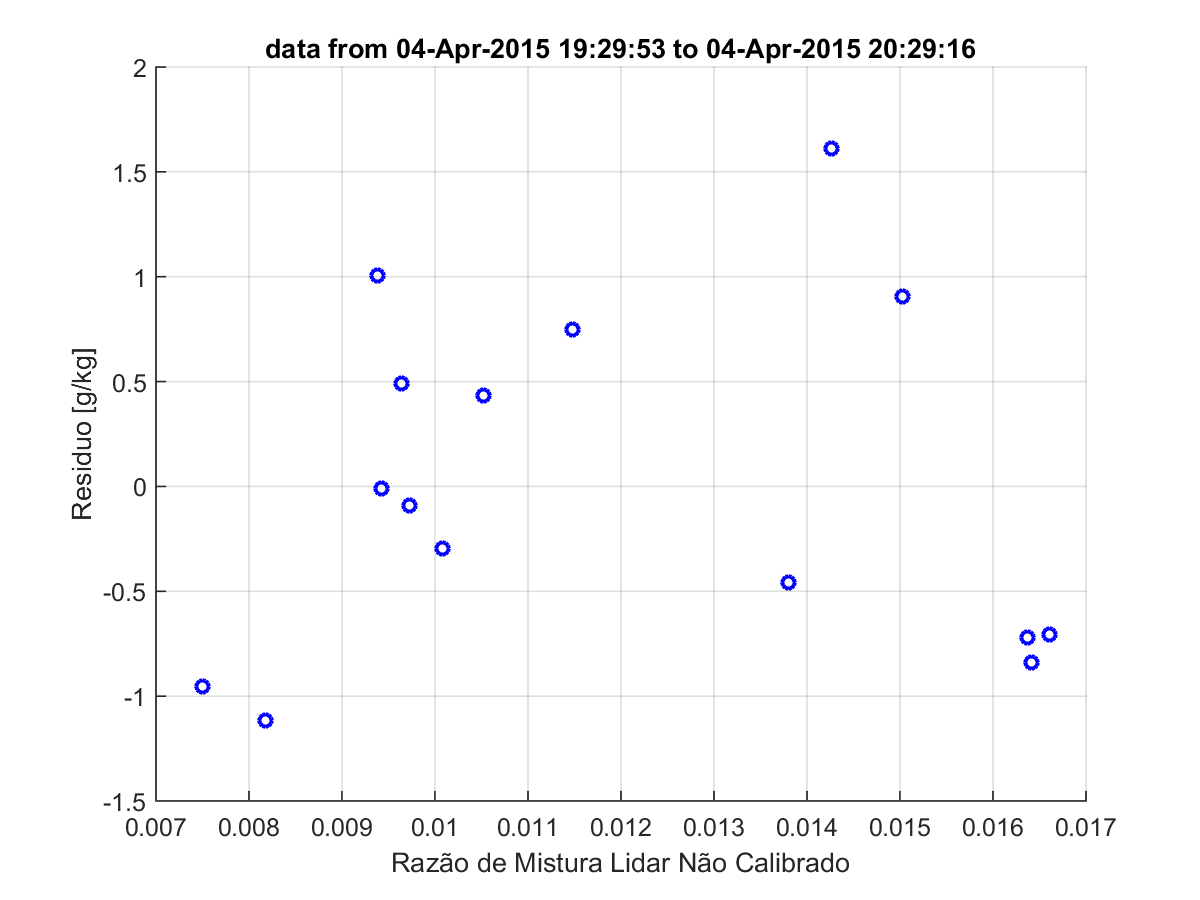 data from 04-Apr-2015 19:29:53 to 04-Apr-2015 20:29:16
2
1.5
1
0.5
0
-0.5
-1
-1.5
Residuo [g/kg]
0.007 0.008 0.009 0.01 0.011 0.012 0.013 0.014 0.015 0.016 0.017
Razão de Mistura Lidar Não Calibrado